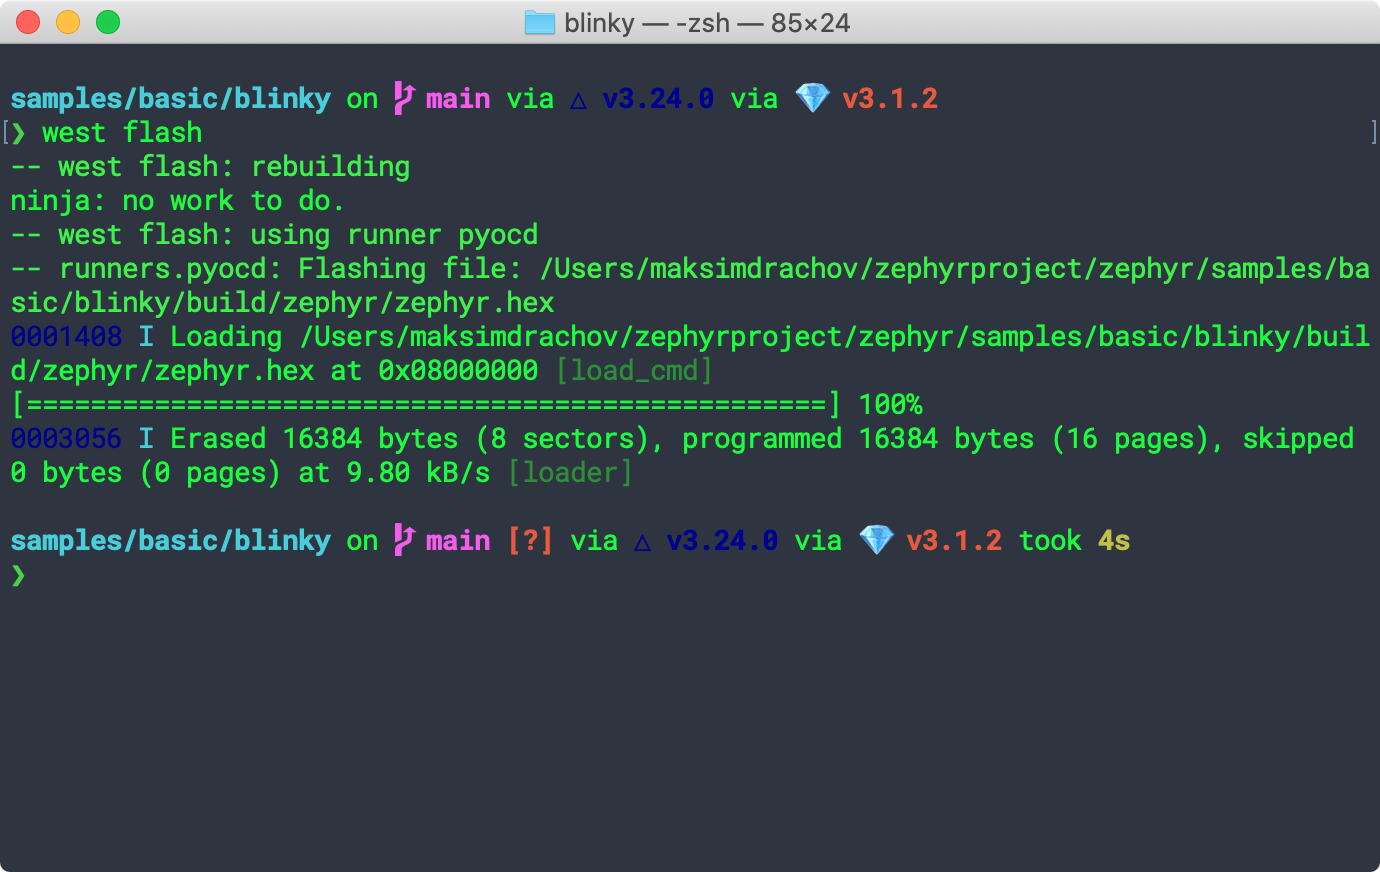 blinky — -zsh — 85×24
samples/basic/blinky on main via △ v3.24.0 via 💎 v3.1.2
[❯ west flash ]
-- west flash: rebuilding
ninja: no work to do.
-- west flash: using runner pyocd
-- runners.pyocd: Flashing file: /Users/maksimdrachov/zephyrproject/zephyr/samples/ba
sic/blinky/build/zephyr/zephyr.hex
0001408 I Loading /Users/maksimdrachov/zephyrproject/zephyr/samples/basic/blinky/buil
d/zephyr/zephyr.hex at 0x08000000 [load_cmd]
[==================================================] 100%
0003056 I Erased 16384 bytes (8 sectors), programmed 16384 bytes (16 pages), skipped
0 bytes (0 pages) at 9.80 kB/s [loader]
samples/basic/blinky on main [?] via △ v3.24.0 via 💎 v3.1.2 took 4s
❯